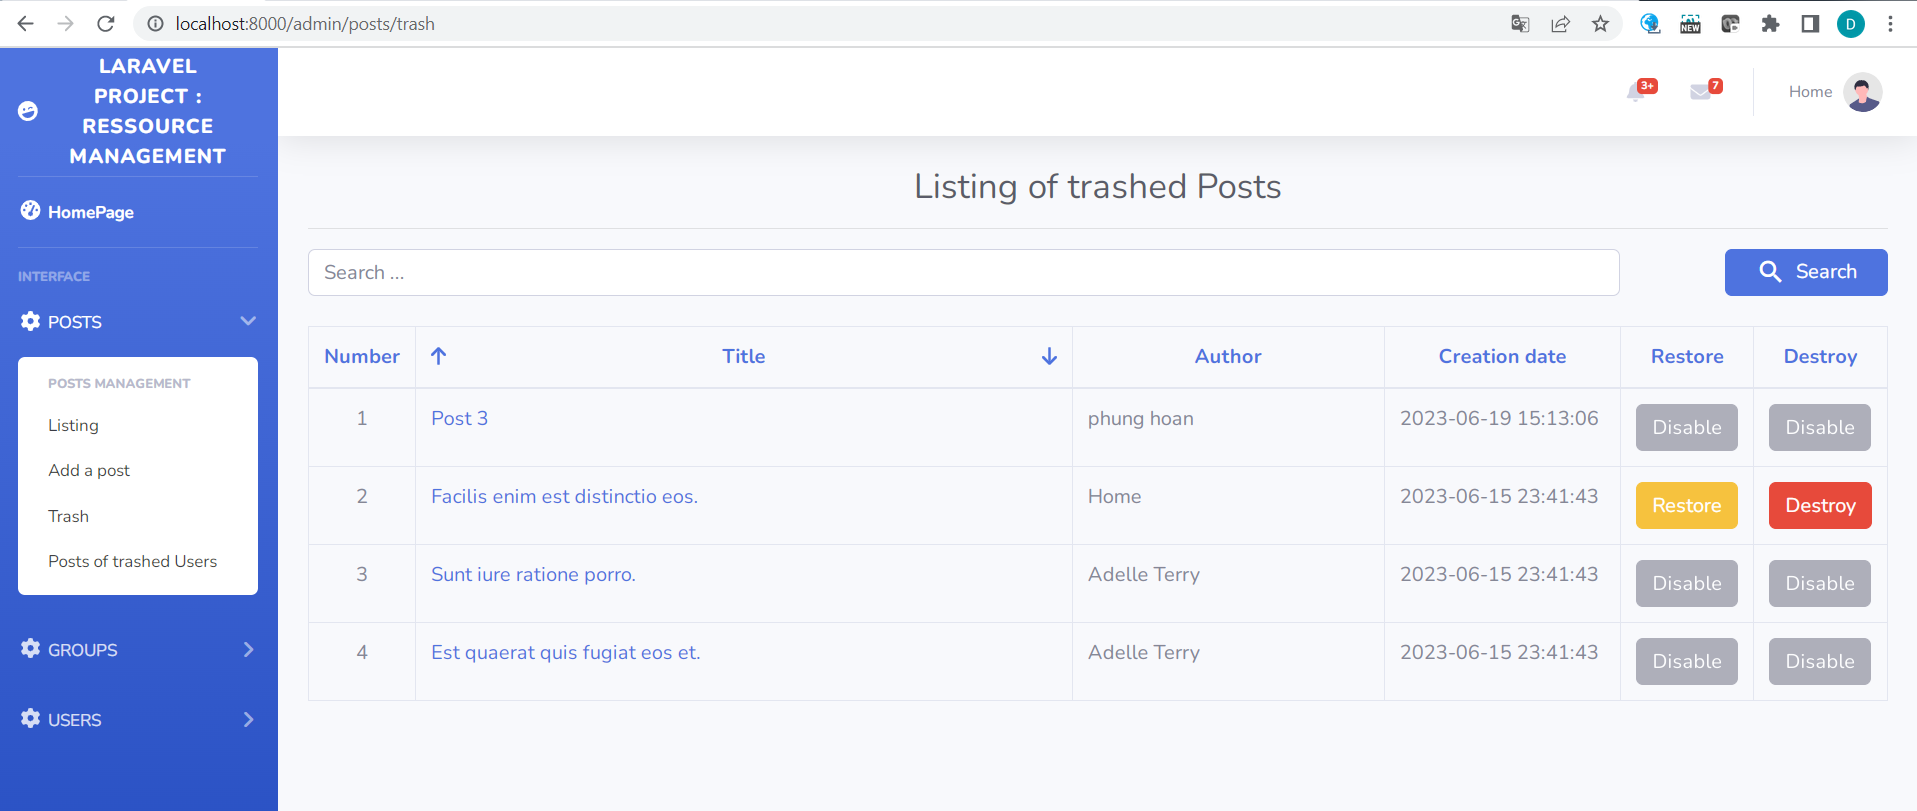 localhost:8000/admin/posts/trash
NEW
D
LARAVEL
PROJECT :
RESSOURCE
MANAGEMENT
3+
7
Home
HomePage
INTERFACE
POSTS
POSTS MANAGEMENT
Listing
Add a post
Trash
Posts of trashed Users
GROUPS
USERS
Listing of trashed Posts
Search ...
Search
Number Title Author Creation date Restore Destroy
1 Post 3 phung hoan 2023-06-19 15:13:06 Disable Disable
2 Facilis enim est distinctio eos. Home 2023-06-15 23:41:43 Restore Destroy
3 Sunt iure ratione porro. Adelle Terry 2023-06-15 23:41:43 Disable Disable
4 Est quaerat quis fugiat eos et. Adelle Terry 2023-06-15 23:41:43 Disable Disable